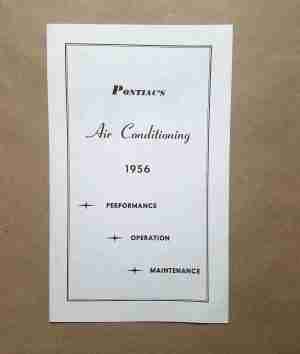 PONTIAC'S
Air Conditioning
1956
PERFORMANCE
OPERATION
MAINTENANCE